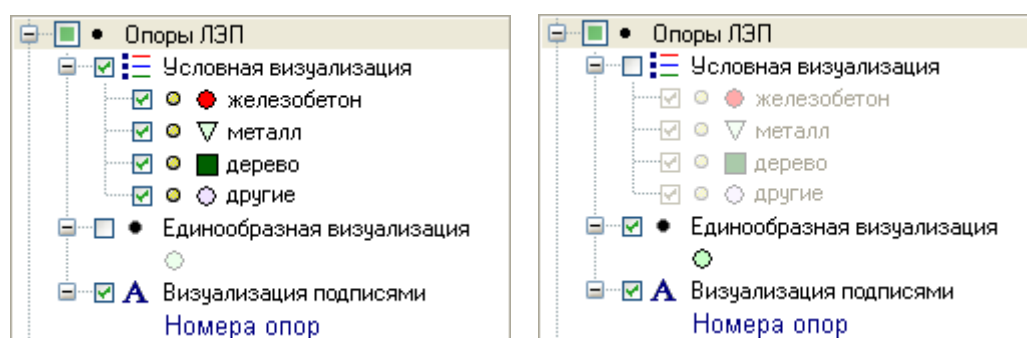 Опоры ЛЭП
Условная визуализация
железобетон
металл
дерево
другие
Единообразная визуализация
A Визуализация подписями
Номера опор
Опоры ЛЭП
Условная визуализация
железобетон
металл
дерево
другие
Единообразная визуализация
A Визуализация подписями
Номера опор